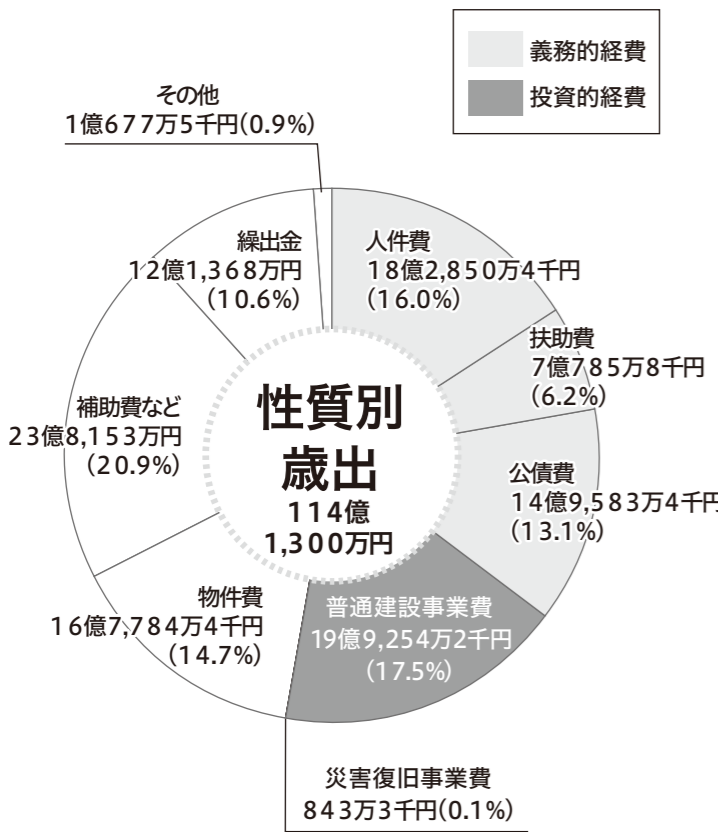 義務的経費
投資的経費
その他
1億677万5千円(0.9%)
繰出金
12億1,368万円
(10.6%)
人件費
18億2,850万4千円
(16.0%)
扶助費
7億785万8千円
(6.2%)
補助費など
23億8,153万円
(20.9%)
性質別
歳出
114億
1,300万円
公債費
14億9,583万4千円
(13.1%)
物件費
16億7,784万4千円
(14.7%)
普通建設事業費
19億9,254万2千円
(17.5%)
災害復旧事業費
843万3千円(0.1%)